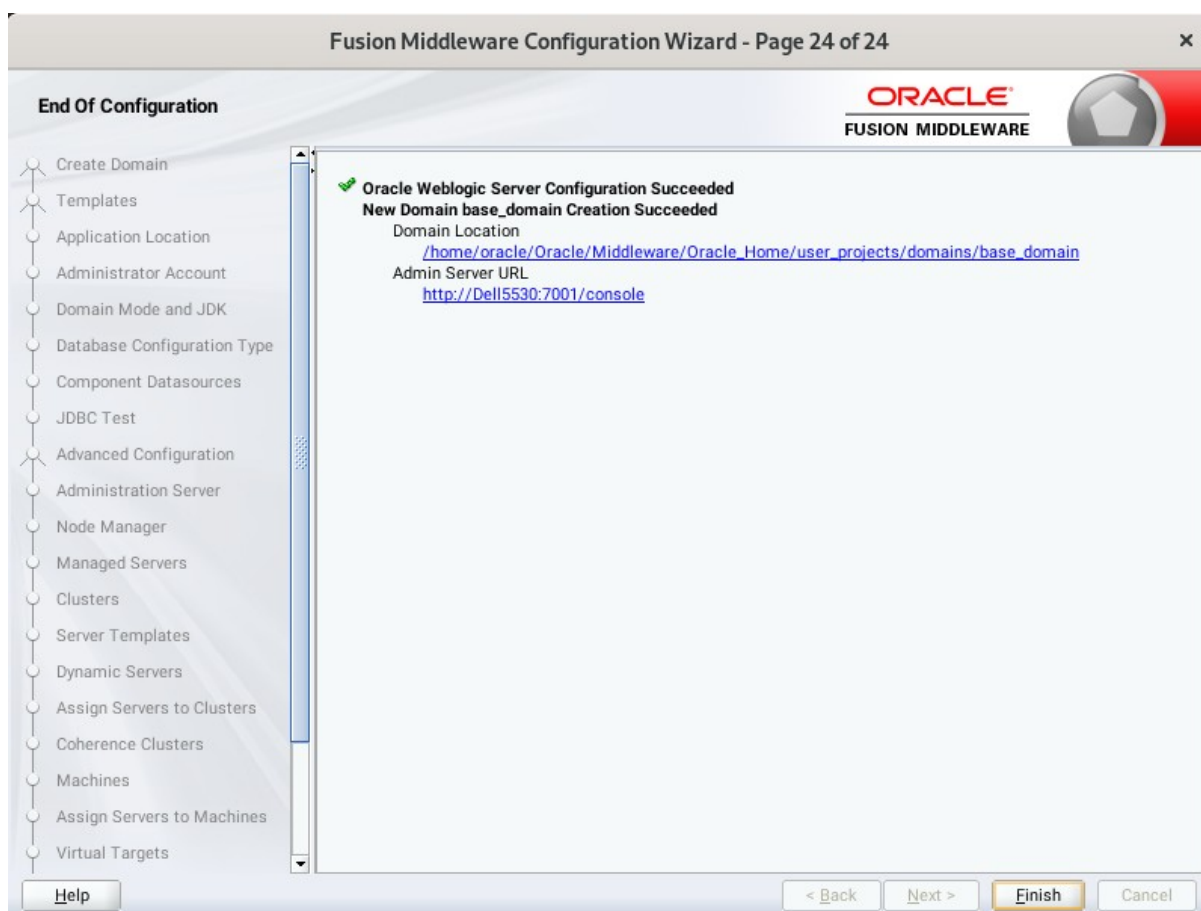 Fusion Middleware Configuration Wizard - Page 24 of 24
×
End Of Configuration
ORACLE
FUSION MIDDLEWARE
Create Domain
Templates
Application Location
Administrator Account
Domain Mode and JDK
Database Configuration Type
Component Datasources
JDBC Test
Advanced Configuration
Administration Server
Node Manager
Managed Servers
Clusters
Server Templates
Dynamic Servers
Assign Servers to Clusters
Coherence Clusters
Machines
Assign Servers to Machines
Virtual Targets
Oracle Weblogic Server Configuration Succeeded
New Domain base_domain Creation Succeeded
Domain Location
/home/oracle/Oracle/Middleware/Oracle_Home/user_projects/domains/base_domain
Admin Server URL
http://Dell5530:7001/console
Help
< Back
Next >
Finish
Cancel